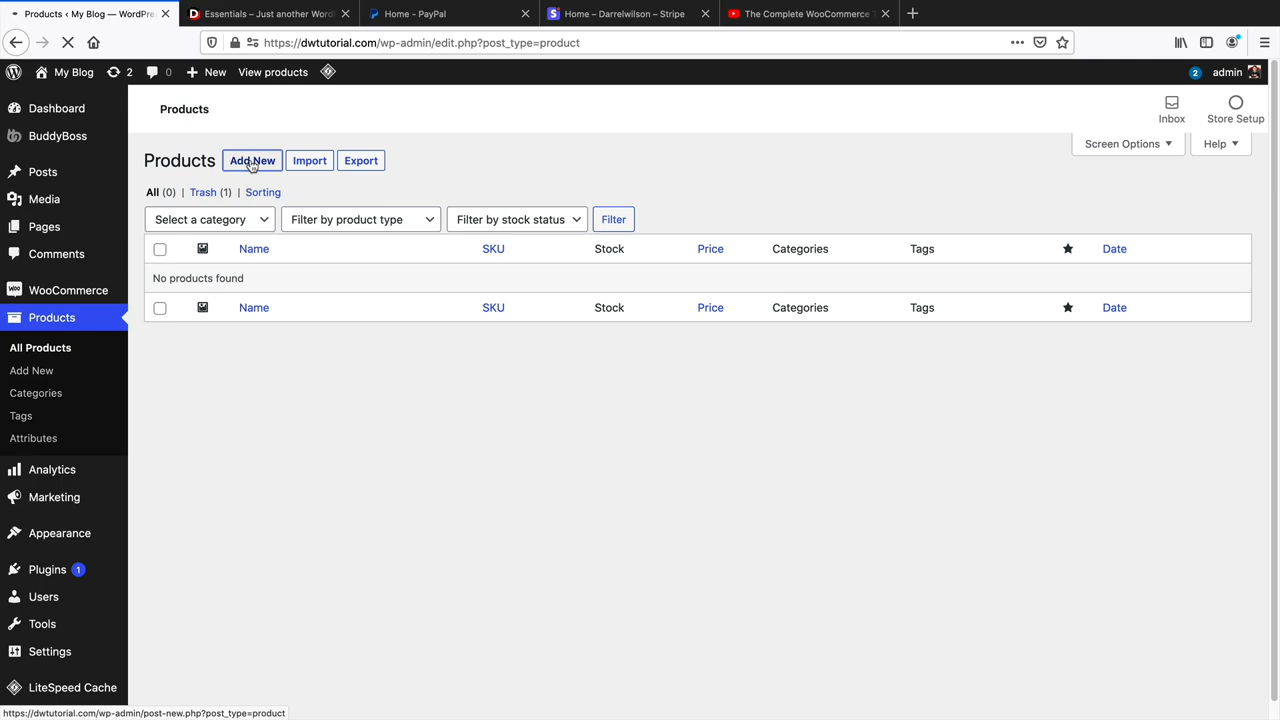 Products ‹ My Blog — WordPre
Essentials – Just another Word
Home - PayPal
Home – Darrelwilson – Stripe
The Complete WooCommerce T
https://dwtutorial.com/wp-admin/edit.php?post_type=product
My Blog
2
0
New
View products
2
admin
Dashboard
BuddyBoss
Posts
Media
Pages
Comments
WooCommerce
Products
All Products
Add New
Categories
Tags
Attributes
Analytics
Marketing
Appearance
Plugins 1
Users
Tools
Settings
LiteSpeed Cache
Products
Inbox
Store Setup
Screen Options
Help
Products Add New Import Export
All (0) | Trash (1) | Sorting
Select a category Filter by product type Filter by stock status Filter
Name SKU Stock Price Categories Tags Date
No products found
Name SKU Stock Price Categories Tags Date
https://dwtutorial.com/wp-admin/post-new.php?post_type=product